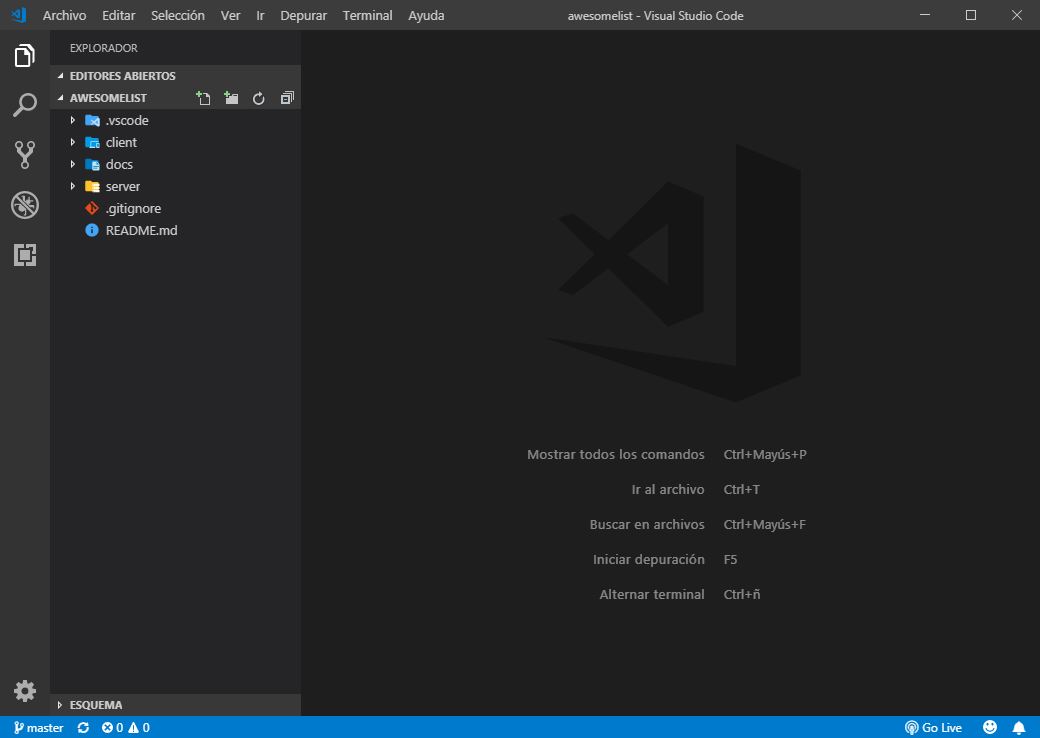 Archivo Editar Selección Ver Ir Depurar Terminal Ayuda awesomelist - Visual Studio Code
EXPLORADOR
EDITORES ABIERTOS
AWESOMELIST
.vscode
client
docs
server
.gitignore
README.md
Mostrar todos los comandos Ctrl+Mayús+P
Ir al archivo Ctrl+T
Buscar en archivos Ctrl+Mayús+F
Iniciar depuración F5
Alternar terminal Ctrl+ñ
ESQUEMA
master 0 0 Go Live